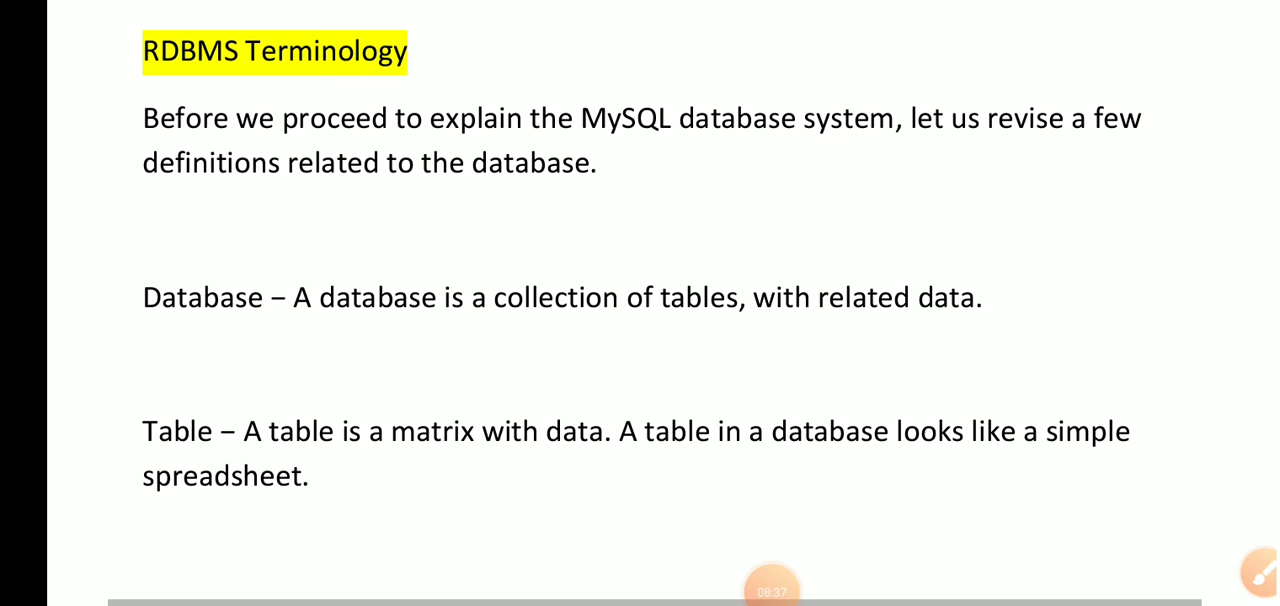 RDBMS Terminology
Before we proceed to explain the MySQL database system, let us revise a few
definitions related to the database.
Database − A database is a collection of tables, with related data.
Table − A table is a matrix with data. A table in a database looks like a simple
spreadsheet.
08:37